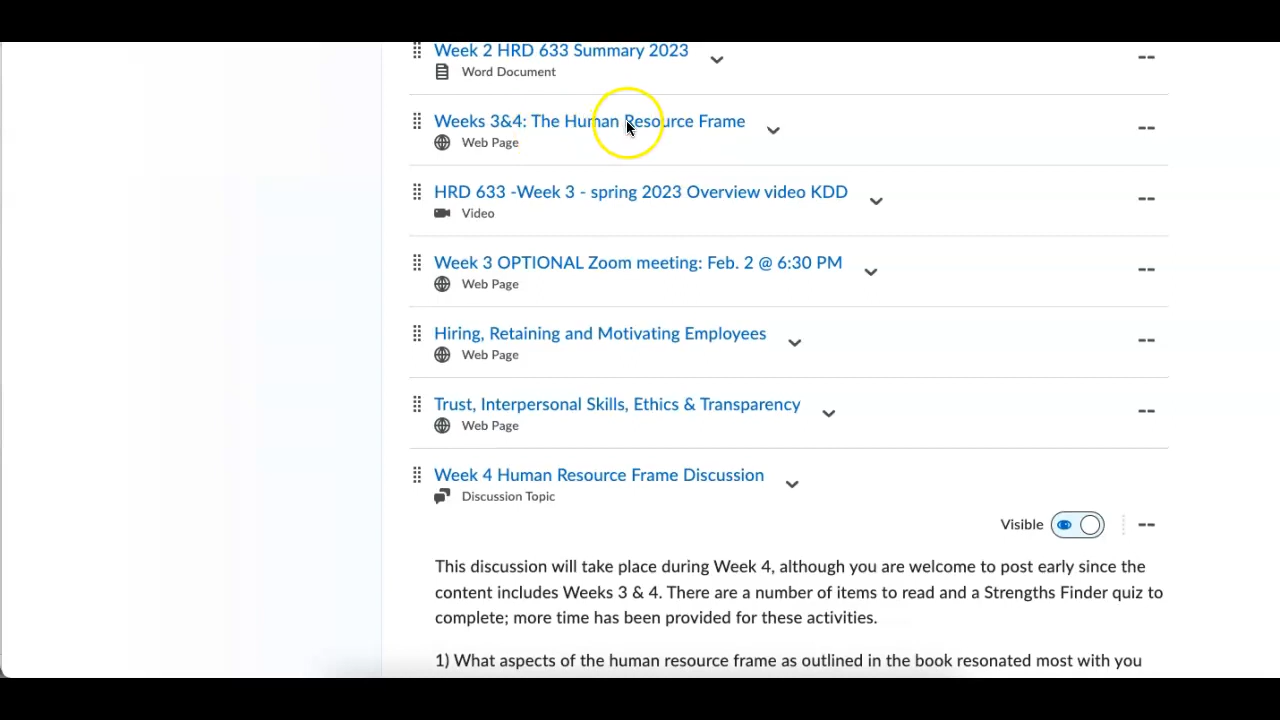 Week 2 HRD 633 Summary 2023
Word Document
Weeks 3&4: The Human Resource Frame
Web Page
HRD 633 -Week 3 - spring 2023 Overview video KDD
Video
Week 3 OPTIONAL Zoom meeting: Feb. 2 @ 6:30 PM
Web Page
Hiring, Retaining and Motivating Employees
Web Page
Trust, Interpersonal Skills, Ethics & Transparency
Web Page
Week 4 Human Resource Frame Discussion
Discussion Topic
Visible
This discussion will take place during Week 4, although you are welcome to post early since the
content includes Weeks 3 & 4. There are a number of items to read and a Strengths Finder quiz to
complete; more time has been provided for these activities.
1) What aspects of the human resource frame as outlined in the book resonated most with you